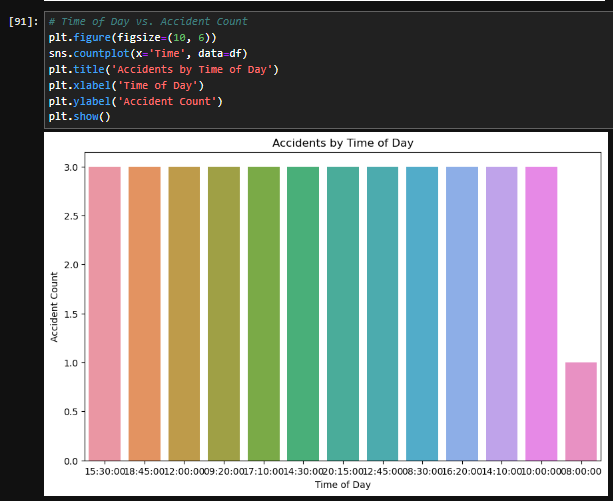 [91]: # Time of Day vs. Accident Count
plt.figure(figsize=(10, 6))
sns.countplot(x='Time', data=df)
plt.title('Accidents by Time of Day')
plt.xlabel('Time of Day')
plt.ylabel('Accident Count')
plt.show()
Accidents by Time of Day
3.0
2.5
2.0
1.5
1.0
0.5
0.0
Accident Count
15:30:00 18:45:00 12:00:00 09:20:00 17:10:00 14:30:00 20:15:00 12:45:00 08:30:00 16:20:00 14:10:00 10:00:00 08:00:00
Time of Day